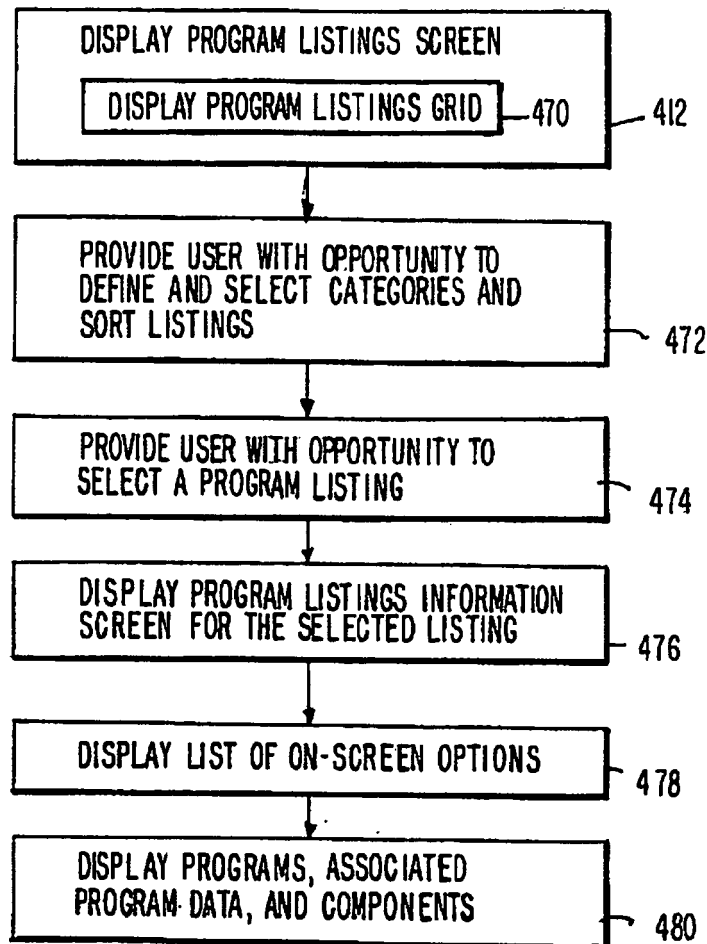 DISPLAY PROGRAM LISTINGS SCREEN
DISPLAY PROGRAM LISTINGS GRID
470
412
PROVIDE USER WITH OPPORTUNITY TO
DEFINE AND SELECT CATEGORIES AND
SORT LISTINGS
472
PROVIDE USER WITH OPPORTUNITY TO
SELECT A PROGRAM LISTING
474
DISPLAY PROGRAM LISTINGS INFORMATION
SCREEN FOR THE SELECTED LISTING
476
DISPLAY LIST OF ON-SCREEN OPTIONS
478
DISPLAY PROGRAMS, ASSOCIATED
PROGRAM DATA, AND COMPONENTS
480